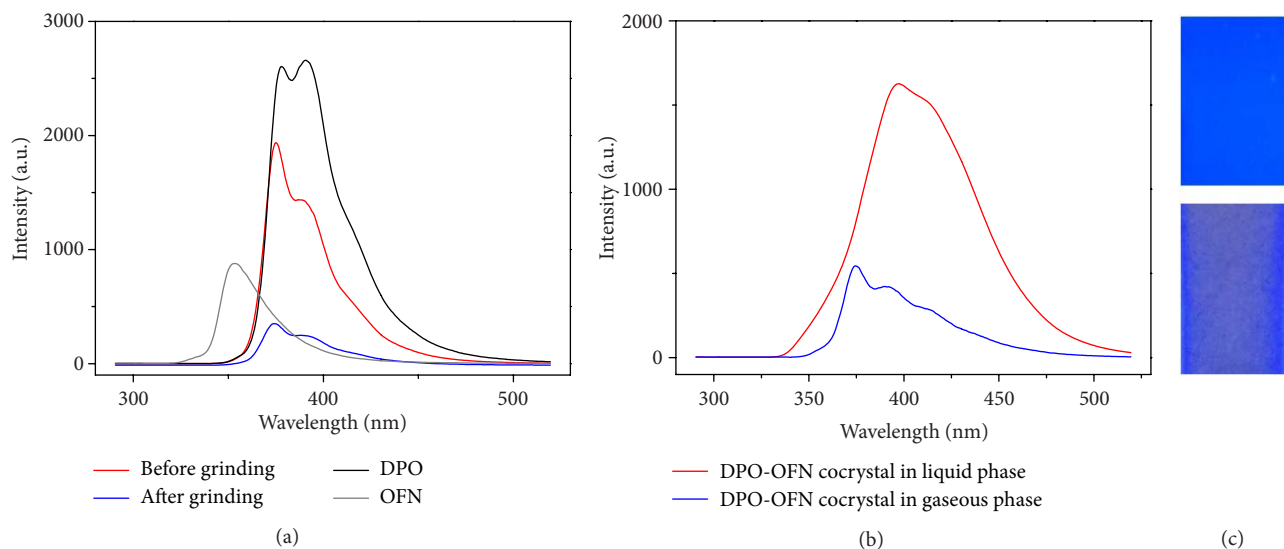 3000
2000
1000
0
Intensity (a.u.)
300
400
500
Wavelength (nm)
Before grinding
DPO
After grinding
OFN
(a)
2000
1000
0
Intensity (a.u.)
300
350
400
450
500
Wavelength (nm)
DPO-OFN cocrystal in liquid phase
DPO-OFN cocrystal in gaseous phase
(b)
(c)